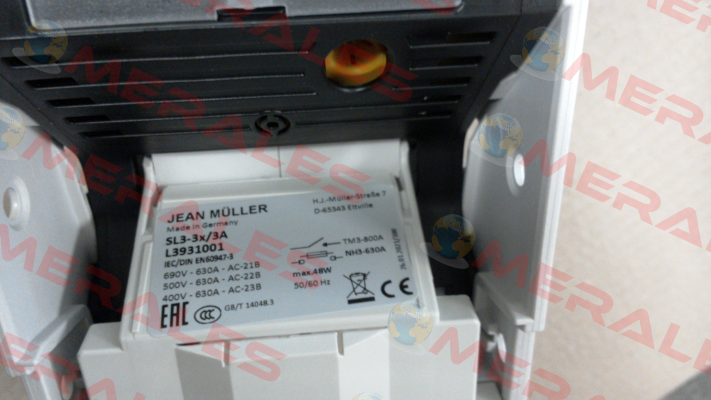 MERALES
MERALES
MERALES
MERALES
MERALES
JEAN MÜLLER
Made in Germany
SL3-3x/3A
L3931001
IEC/DIN EN60947-3
690V - 630A - AC-21B
500V - 630A - AC-22B
400V - 630A - AC-23B
EAC
CCC
GB/T 14048.3
H.J.-Müller-Straße 7
D-65343 Eltville
TM3-800A
NH3-630A
max.48W
50/60 Hz
CE